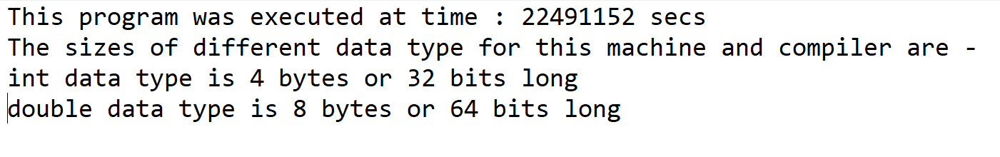 This program was executed at time : 22491152 secs
The sizes of different data type for this machine and compiler are -
int data type is 4 bytes or 32 bits long
double data type is 8 bytes or 64 bits long